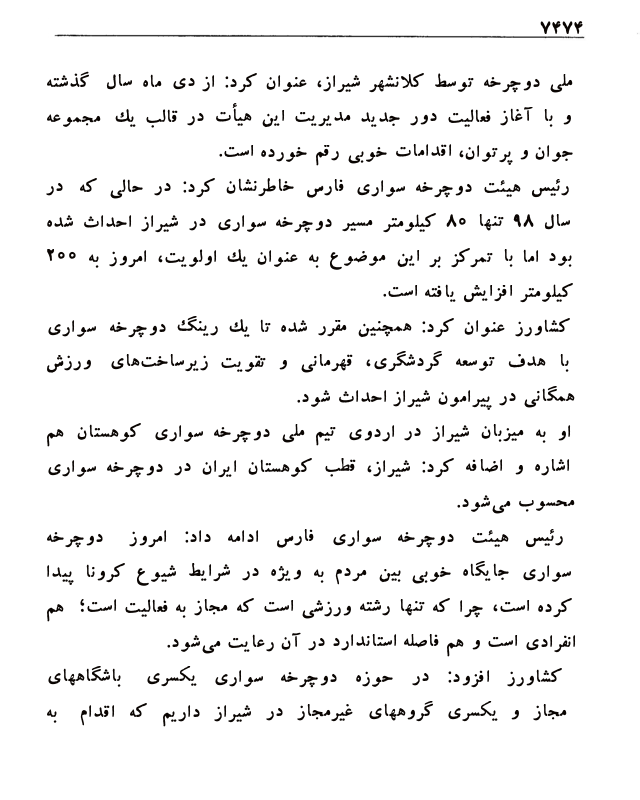 ۷۴۷۴
ملی دوچرخه توسط کلانشهر شیراز، عنوان کرد: از دی ماه سال گذشته
و با آغاز فعالیت دور جدید مدیریت این هیأت در قالب یك مجموعه
جوان و پرتوان، اقدامات خوبی رقم خورده است.
رئیس هیئت دوچرخه سواری فارس خاطرنشان کرد: در حالی که در
سال ۹۸ تنها ۸۰ کیلومتر مسیر دوچرخه سواری در شیراز احداث شده
بود اما با تمرکز بر این موضوع به عنوان یك اولویت، امروز به ۲۰۰
کیلومتر افزایش یافته است.
کشاورز عنوان کرد: همچنین مقرر شده تا یك رینگ دوچرخه سواری
با هدف توسعه گردشگری، قهرمانی و تقویت زیرساخت‌های ورزش
همگانی در پیرامون شیراز احداث شود.
او به میزبان شیراز در اردوی تیم ملی دوچرخه سواری کوهستان هم
اشاره و اضافه کرد: شیراز، قطب کوهستان ایران در دوچرخه سواری
محسوب می‌شود.
رئیس هیئت دوچرخه سواری فارس ادامه داد: امروز دوچرخه
سواری جایگاه خوبی بین مردم به ویژه در شرایط شیوع کرونا پیدا
کرده است، چرا که تنها رشته ورزشی است که مجاز به فعالیت است؛ هم
انفرادی است و هم فاصله استاندارد در آن رعایت می‌شود.
کشاورز افزود: در حوزه دوچرخه سواری یکسری باشگاههای
مجاز و یکسری گروههای غیرمجاز در شیراز داریم که اقدام به